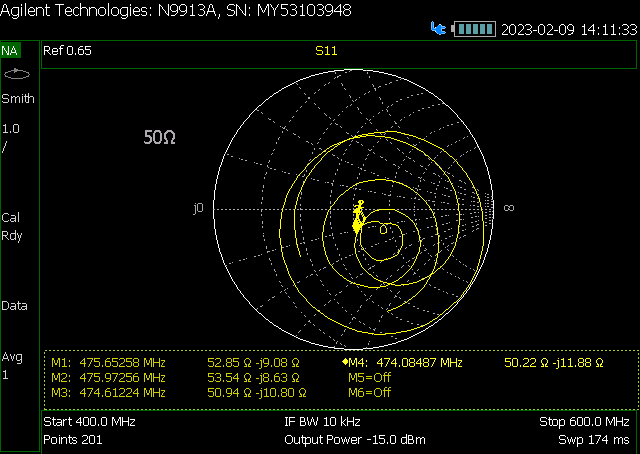 Agilent Technologies: N9913A, SN: MY53103948
2023-02-09 14:11:33
NA
Ref 0.65
S11
Smith
1.0
/
50Ω
j0
∞
Cal
Rdy
Data
Avg
1
M1: 475.65258 MHz 52.85 Ω -j9.08 Ω
M4: 474.08487 MHz 50.22 Ω -j11.88 Ω
M2: 475.97256 MHz 53.54 Ω -j8.63 Ω
M5=Off
M3: 474.61224 MHz 50.94 Ω -j10.80 Ω
M6=Off
Start 400.0 MHz
IF BW 10 kHz
Stop 600.0 MHz
Points 201
Output Power -15.0 dBm
Swp 174 ms